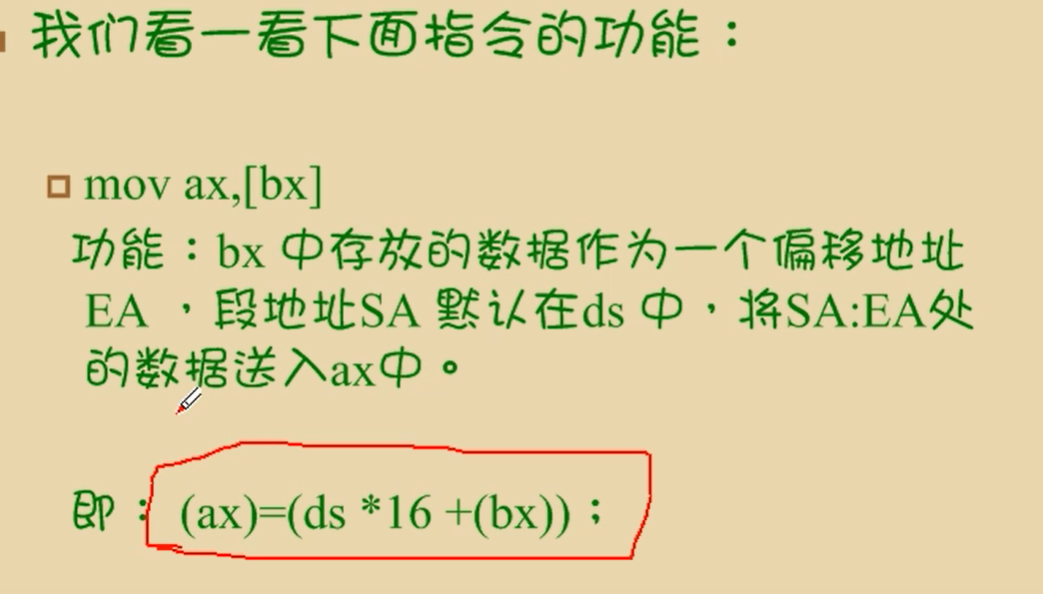 我们看一看下面指令的功能：
mov ax,[bx]
功能：bx 中存放的数据作为一个偏移地址
EA ，段地址SA 默认在ds 中，将SA:EA处
的数据送入ax中。
即：(ax)=(ds *16 +(bx))；